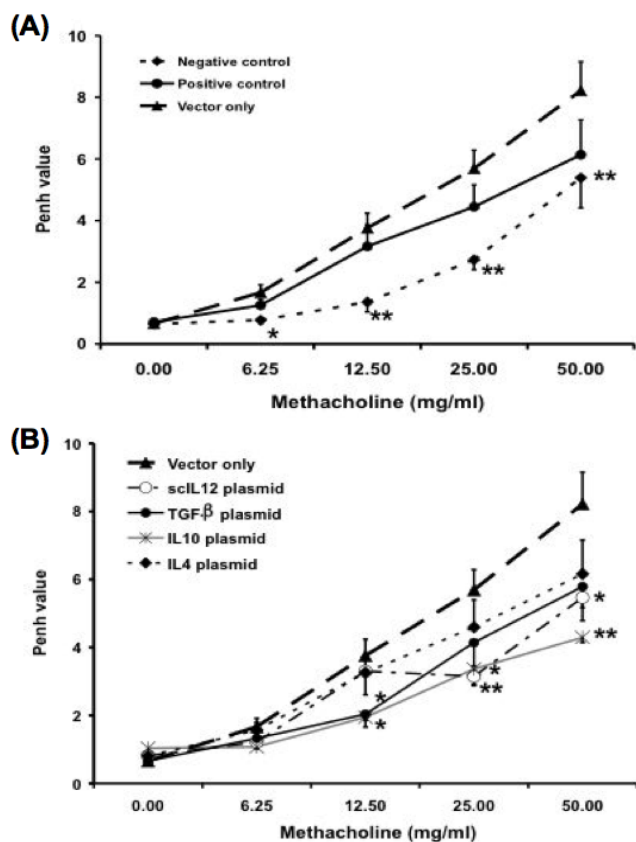 (A)
Negative control
Positive control
Vector only
10
8
6
4
2
0
Penh value
*
**
**
**
0.00 6.25 12.50 25.00 50.00
Methacholine (mg/ml)
(B)
Vector only
scIL12 plasmid
TGFβ plasmid
IL10 plasmid
IL4 plasmid
10
8
6
4
2
0
Penh value
*
*
*
**
*
**
0.00 6.25 12.50 25.00 50.00
Methacholine (mg/ml)